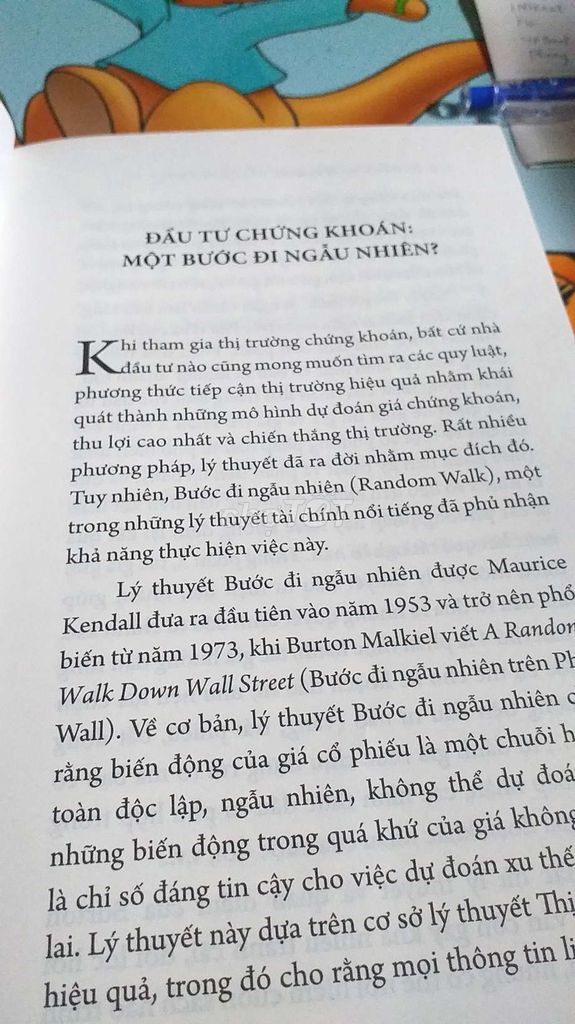 ĐẦU TƯ CHỨNG KHOÁN:
MỘT BƯỚC ĐI NGẪU NHIÊN?
Khi tham gia thị trường chứng khoán, bất cứ nhà
đầu tư nào cũng mong muốn tìm ra các quy luật,
phương thức tiếp cận thị trường hiệu quả nhằm khái
quát thành những mô hình dự đoán giá chứng khoán,
thu lợi cao nhất và chiến thắng thị trường. Rất nhiều
phương pháp, lý thuyết đã ra đời nhằm mục đích đó.
Tuy nhiên, Bước đi ngẫu nhiên (Random Walk), một
trong những lý thuyết tài chính nổi tiếng đã phủ nhận
khả năng thực hiện việc này.
Lý thuyết Bước đi ngẫu nhiên được Maurice
Kendall đưa ra đầu tiên vào năm 1953 và trở nên phổ
biến từ năm 1973, khi Burton Malkiel viết A Random
Walk Down Wall Street (Bước đi ngẫu nhiên trên Ph
Wall). Về cơ bản, lý thuyết Bước đi ngẫu nhiên c
rằng biến động của giá cổ phiếu là một chuỗi h
toàn độc lập, ngẫu nhiên, không thể dự đoá
những biến động trong quá khứ của giá không
là chỉ số đáng tin cậy cho việc dự đoán xu thế
lai. Lý thuyết này dựa trên cơ sở lý thuyết Thị
hiệu quả, trong đó cho rằng mọi thông tin li